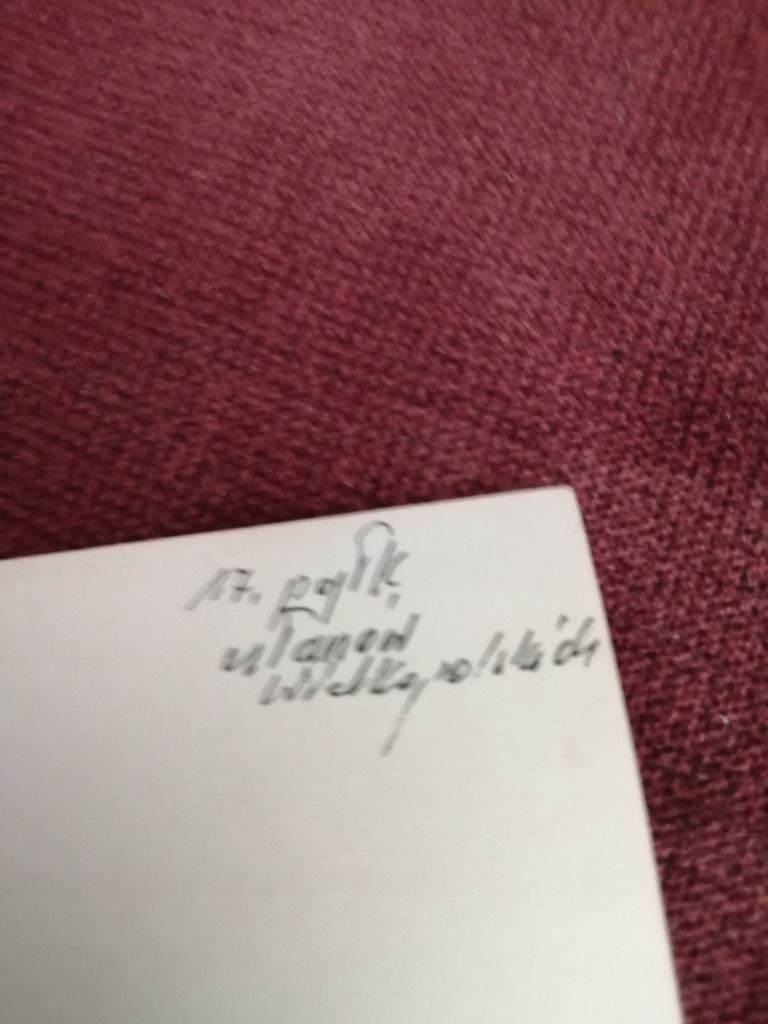 17. pułk
ułanów
wielkopolskich